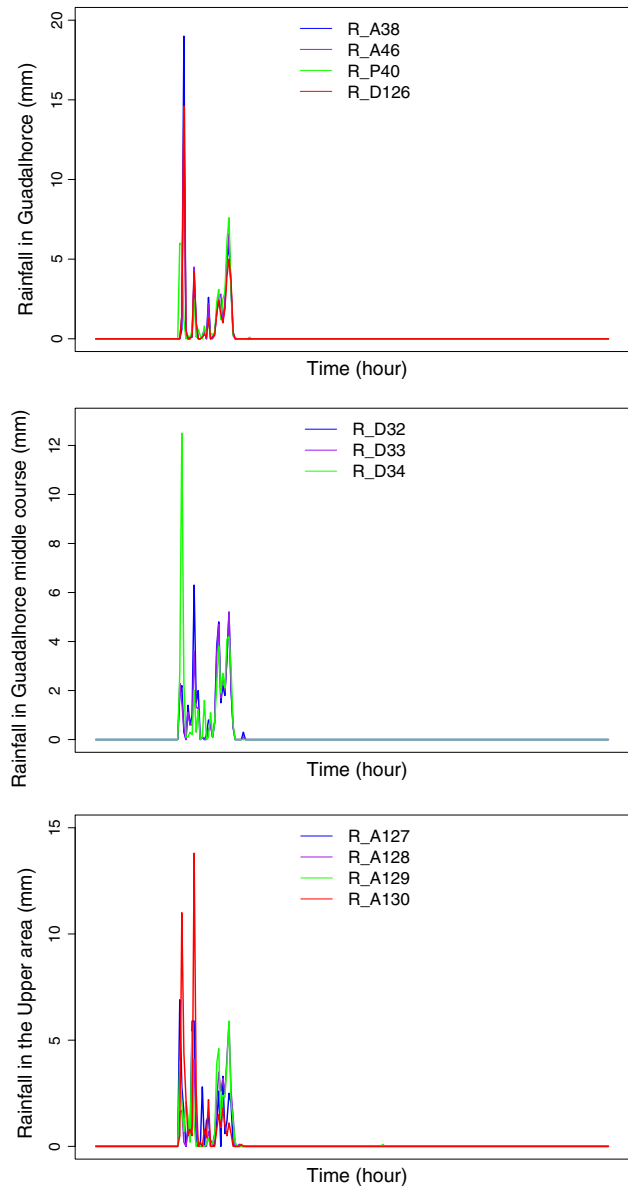 Rainfall in Guadalhorce (mm)
20
15
10
5
0
R_A38
R_A46
R_P40
R_D126
Time (hour)
Rainfall in Guadalhorce middle course (mm)
12
10
8
6
4
2
0
R_D32
R_D33
R_D34
Time (hour)
Rainfall in the Upper area (mm)
15
10
5
0
R_A127
R_A128
R_A129
R_A130
Time (hour)